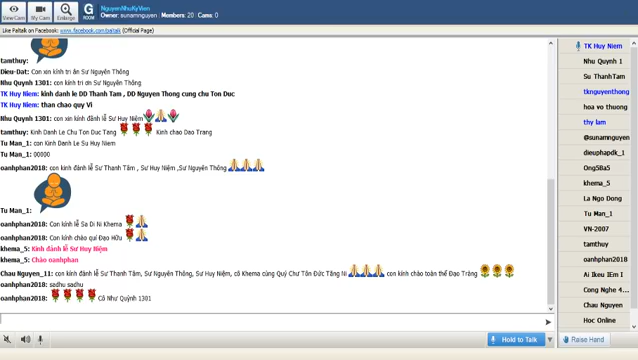 View Cam
My Cam
Enlarge
G
ROOM
NguyenNhuKyVien
Owner: sunamnguyen Members: 20 Cams: 0
Like Paltalk on Facebook: www.facebook.com/paltalk (Official Page)
tamthuy:
Dieu-Dat: Con xin kính tri ân Sư Nguyên Thông
Nhu Quynh 1301: con kính tri ơn Sư Nguyên Thông
TK Huy Niem: kinh danh le DD Thanh Tam , DD Nguyen Thong cung chu Ton Duc
TK Huy Niem: than chao quy Vi
Nhu Quynh 1301: con xin kính đảnh lễ Sư Huy Niệm
tamthuy: Kinh Danh Le Chu Ton Duc Tang Kinh chao Dao Trang
Tu Man_1: con Kinh Danh Le Su Huy Niem
Tu Man_1: 00000
oanhphan2018: con kính đảnh lễ Sư Thanh Tâm , Sư Huy Niệm ,Sư Nguyên Thông
Tu Man_1:
oanhphan2018: Con kính lễ Sa Di Ni Khema
oanhphan2018: Con kính chào quí Đạo Hữu
khema_5: Kính đảnh lễ Sư Huy Niệm
khema_5: Chào oanhphan
Chau Nguyen_11: con kính đảnh lễ Sư Thanh Tâm, Sư Nguyên Thông, Sư Huy Niệm, cô Khema cùng Quý Chư Tôn Đức Tăng Ni con kính chào toàn thể Đạo Tràng
oanhphan2018: sadhu sadhu
oanhphan2018: Cô Như Quỳnh 1301
Hold to Talk
TK Huy Niem
Nhu Quynh 1
Su ThanhTam
tknguyenthong
hoa vo thuong
thy lam
@sunamnguyen
dieuphapdk_1
Ong5Ba5
khema_5
La Ngo Dong
Tu Man_1
VN-2007
tamthuy
oanhphan2018
Ai Ikeu IEm I
Cong Nghe 4...
Chau Nguyen
Hoc Online
Raise Hand